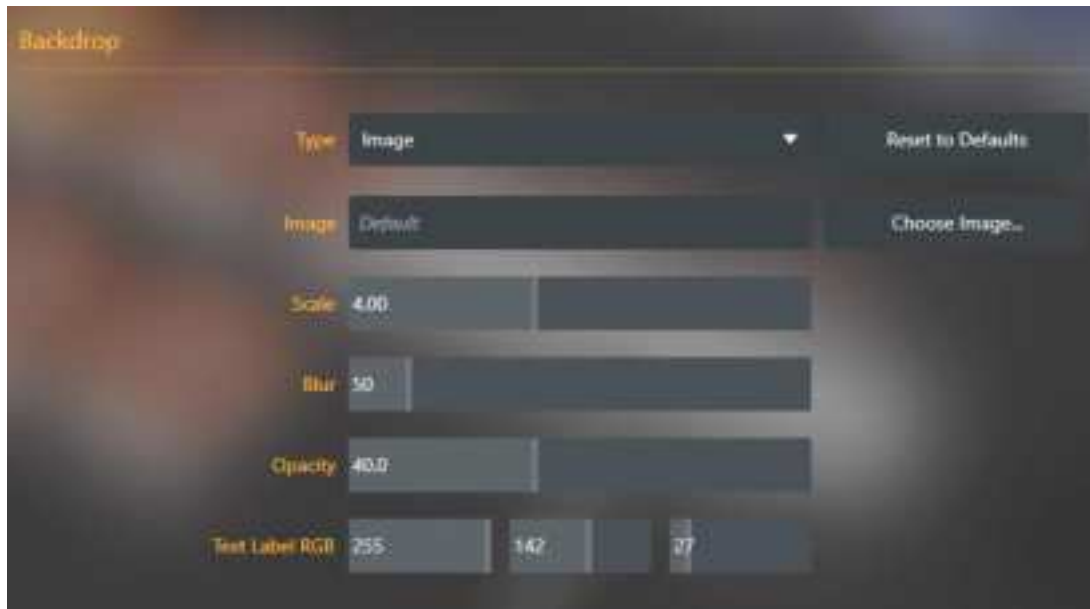 Backdrop
Type Image Reset to Defaults
Image Default Choose Image...
Scale 4.00
Blur 50
Opacity 40.0
Text Label RGB 255 142 27